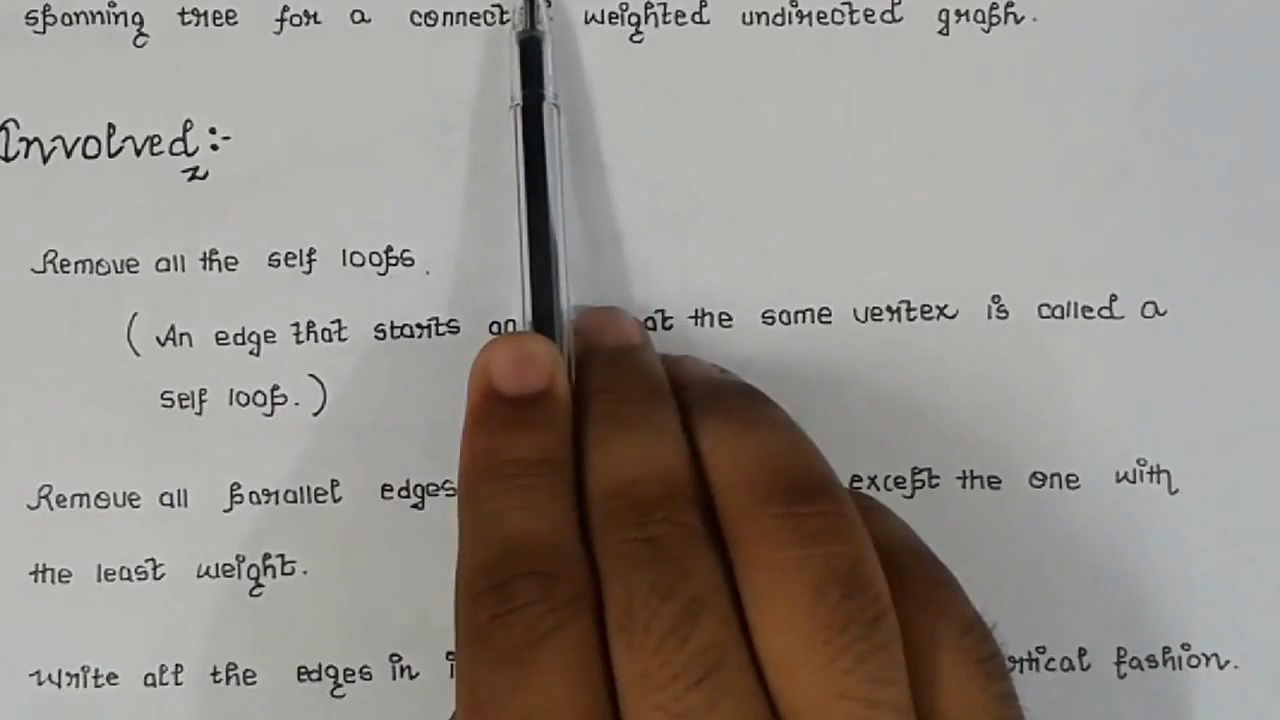 spanning tree for a connect weighted undirected graph.
Involved:-
Remove all the self loops.
( An edge that starts an at the same vertex is called a
self loop. )
Remove all parallel edges except the one with
the least weight.
Write all the edges in fashion.